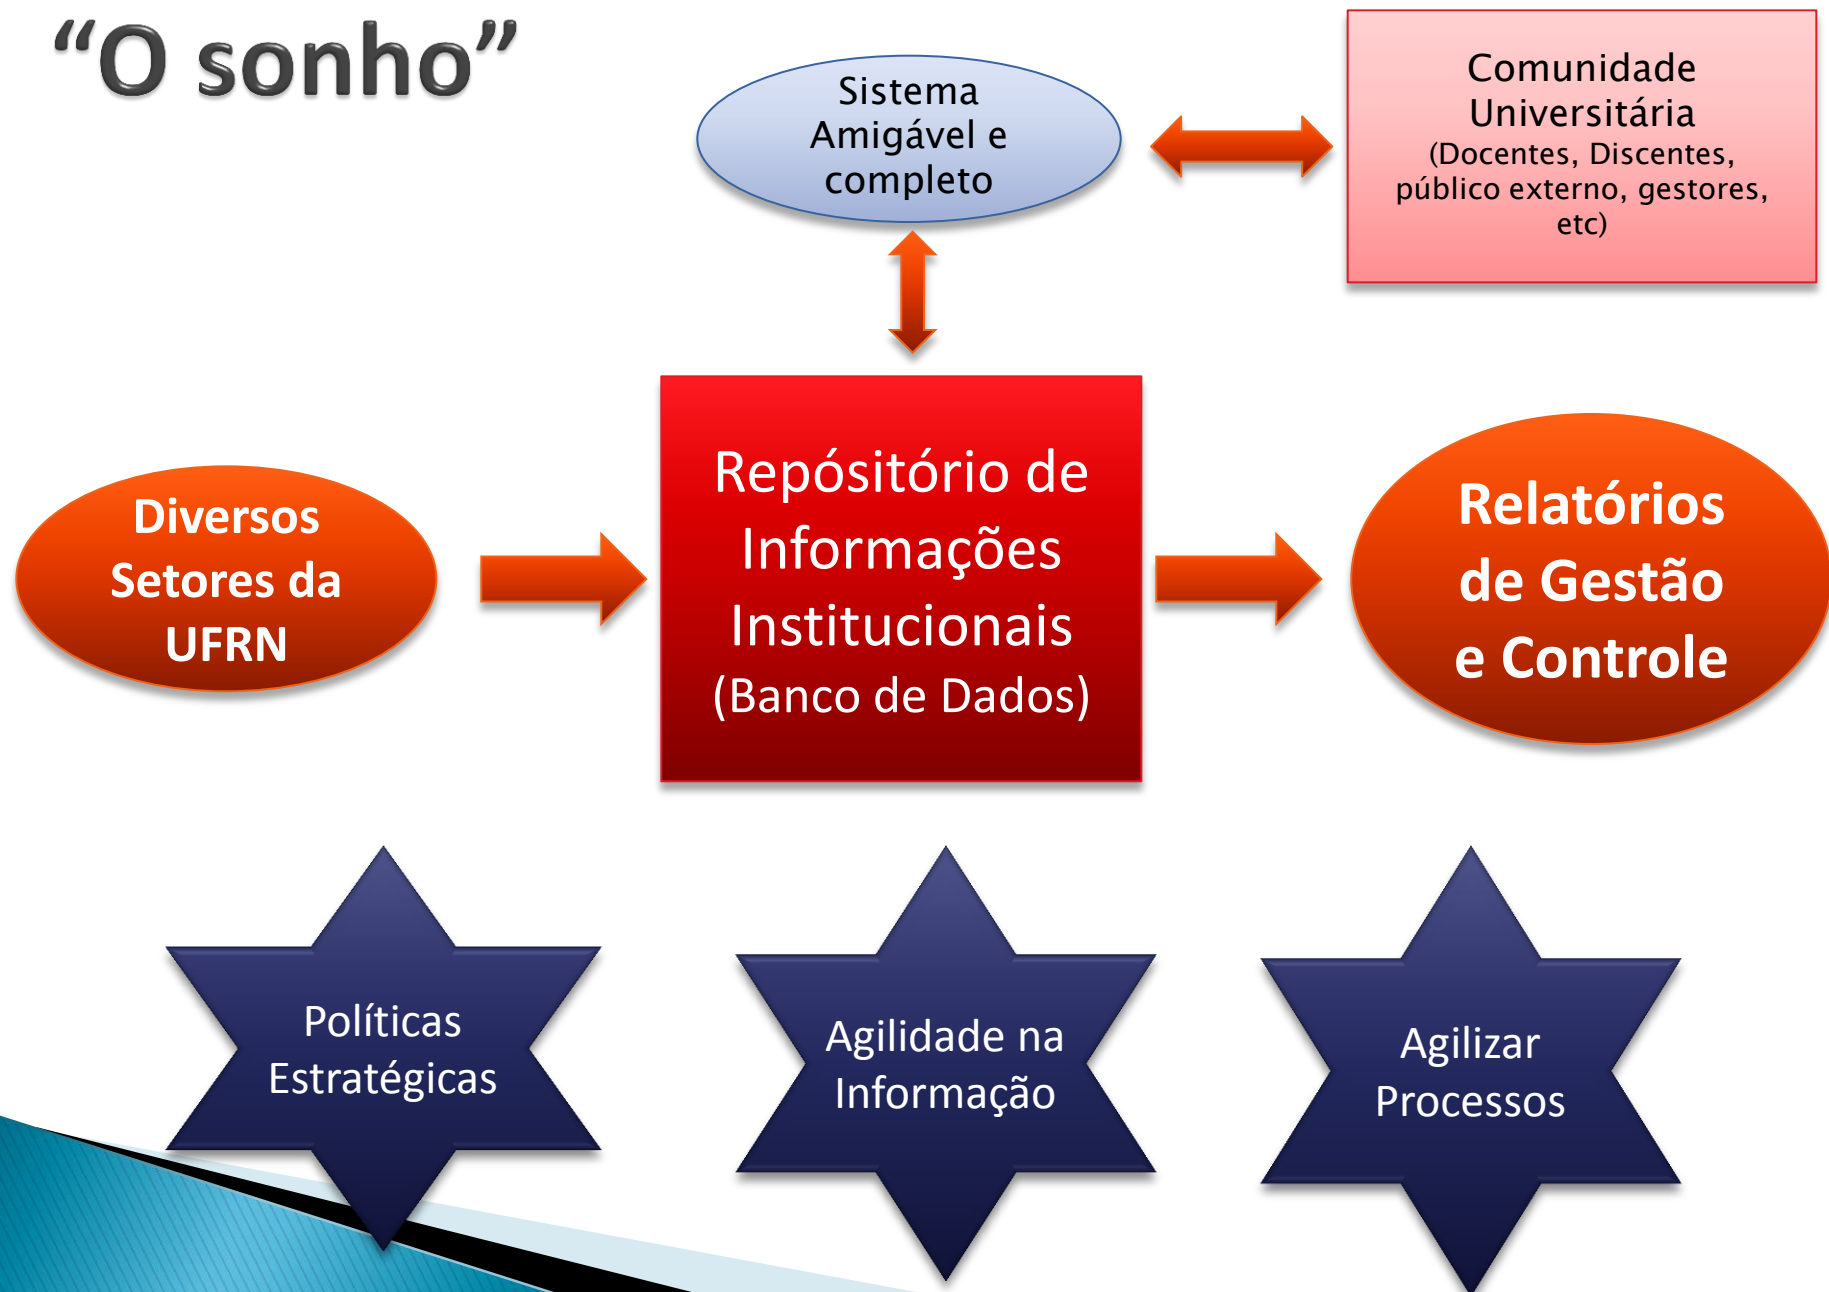 “O sonho”
Sistema
Amigável e
completo
Comunidade
Universitária
(Docentes, Discentes,
público externo, gestores,
etc)
Diversos
Setores da
UFRN
Repósitório de
Informações
Institucionais
(Banco de Dados)
Relatórios
de Gestão
e Controle
Políticas
Estratégicas
Agilidade na
Informação
Agilizar
Processos